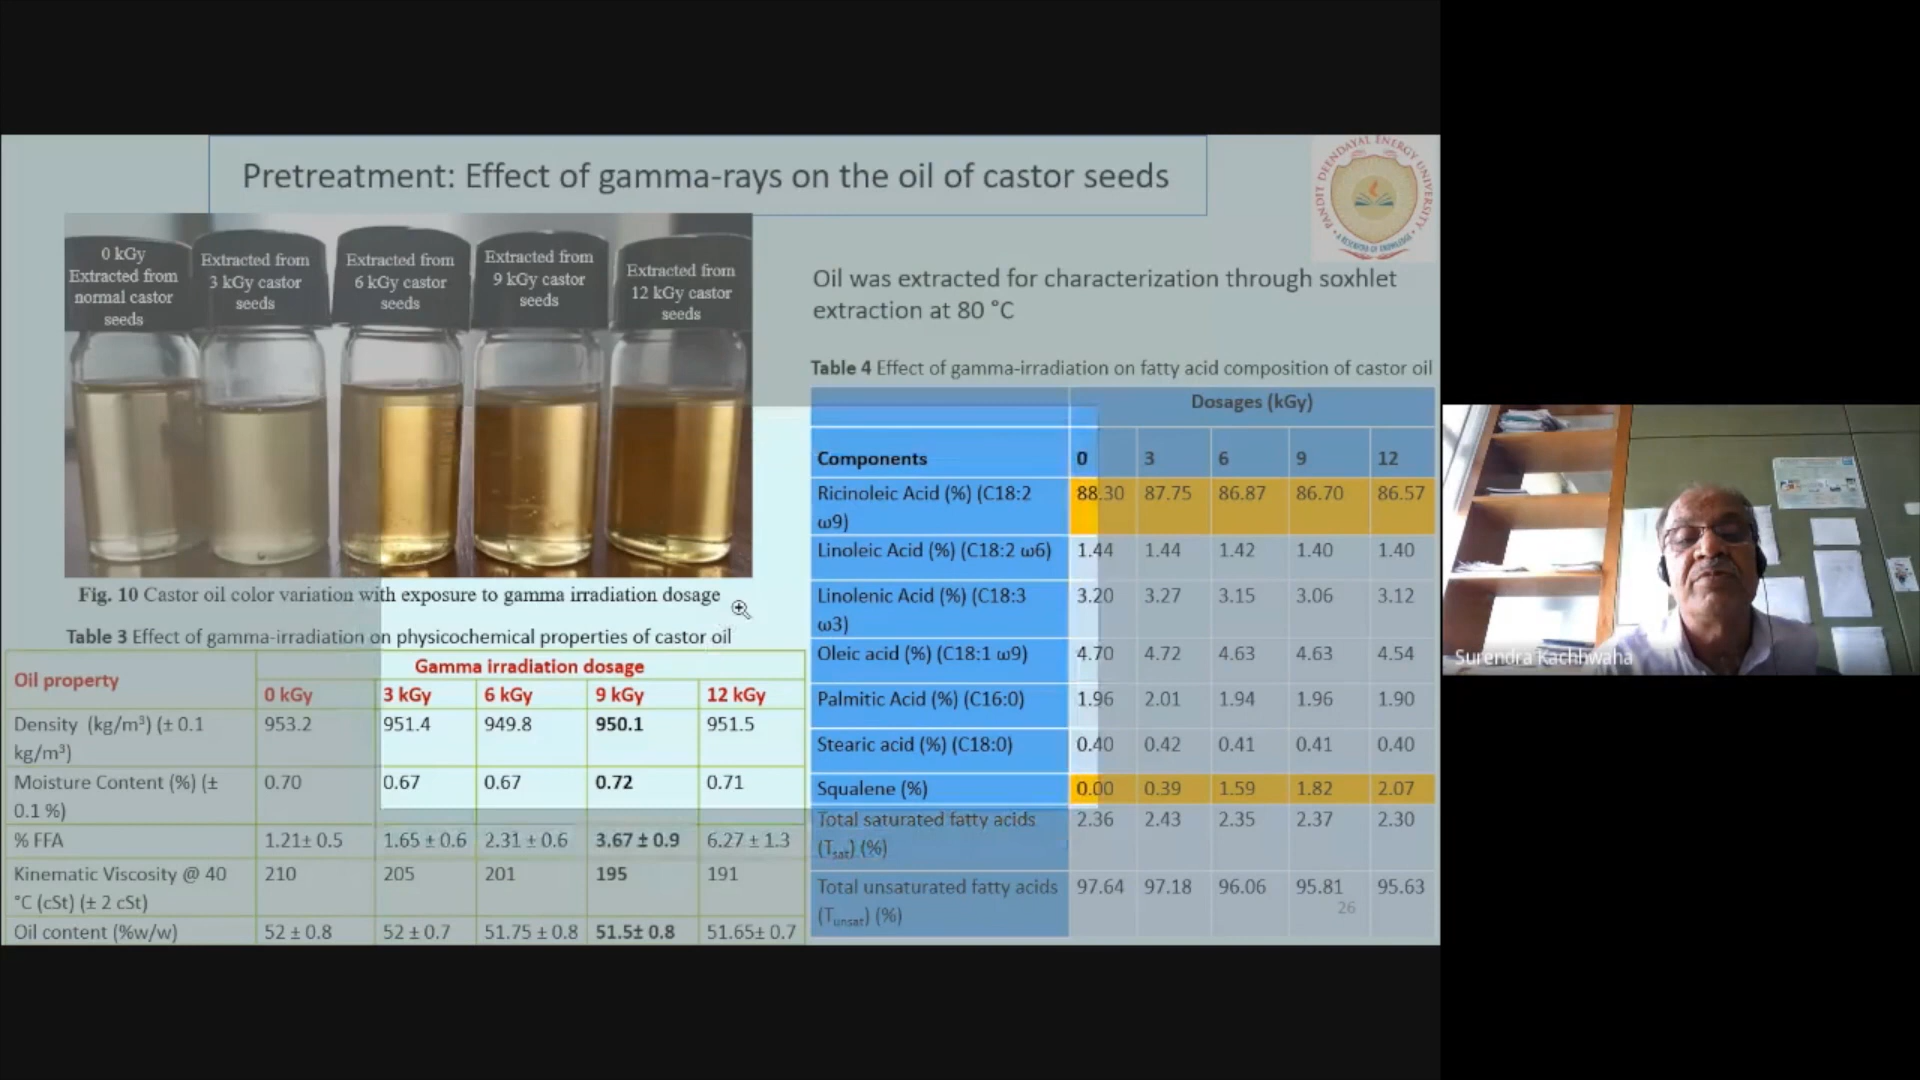 Pretreatment: Effect of gamma-rays on the oil of castor seeds
PANDIT DEENDAYAL ENERGY UNIVERSITY
0 kGy
Extracted from
normal castor
seeds
Extracted from
3 kGy castor
seeds
Extracted from
6 kGy castor
seeds
Extracted from
9 kGy castor
seeds
Extracted from
12 kGy castor
seeds
Fig. 10 Castor oil color variation with exposure to gamma irradiation dosage
Table 3 Effect of gamma-irradiation on physicochemical properties of castor oil
Oil property Gamma irradiation dosage
0 kGy 3 kGy 6 kGy 9 kGy 12 kGy
Density (kg/m³) (± 0.1 953.2 951.4 949.8 950.1 951.5
kg/m³)
Moisture Content (%) (± 0.70 0.67 0.67 0.72 0.71
0.1 %)
% FFA 1.21± 0.5 1.65 ± 0.6 2.31 ± 0.6 3.67 ± 0.9 6.27 ± 1.3
Kinematic Viscosity @ 40 210 205 201 195 191
°C (cSt) (± 2 cSt)
Oil content (%w/w) 52 ± 0.8 52 ± 0.7 51.75 ± 0.8 51.5± 0.8 51.65± 0.7
Oil was extracted for characterization through soxhlet
extraction at 80 °C
Table 4 Effect of gamma-irradiation on fatty acid composition of castor oil
Dosages (kGy)
Components 0 3 6 9 12
Ricinoleic Acid (%) (C18:2 88.30 87.75 86.87 86.70 86.57
ω9)
Linoleic Acid (%) (C18:2 ω6) 1.44 1.44 1.42 1.40 1.40
Linolenic Acid (%) (C18:3 3.20 3.27 3.15 3.06 3.12
ω3)
Oleic acid (%) (C18:1 ω9) 4.70 4.72 4.63 4.63 4.54
Palmitic Acid (%) (C16:0) 1.96 2.01 1.94 1.96 1.90
Stearic acid (%) (C18:0) 0.40 0.42 0.41 0.41 0.40
Squalene (%) 0.00 0.39 1.59 1.82 2.07
Total saturated fatty acids 2.36 2.43 2.35 2.37 2.30
(Tsat) (%)
Total unsaturated fatty acids 97.64 97.18 96.06 95.81 95.63
(Tunsat) (%)
26
Surendra Kachhwaha